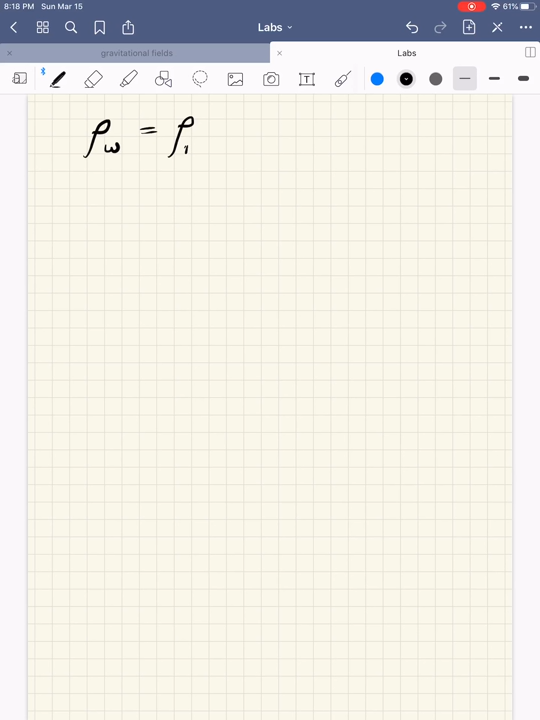 8:18 PM Sun Mar 15 61%
Labs
gravitational fields Labs
T
ρw = ρ1